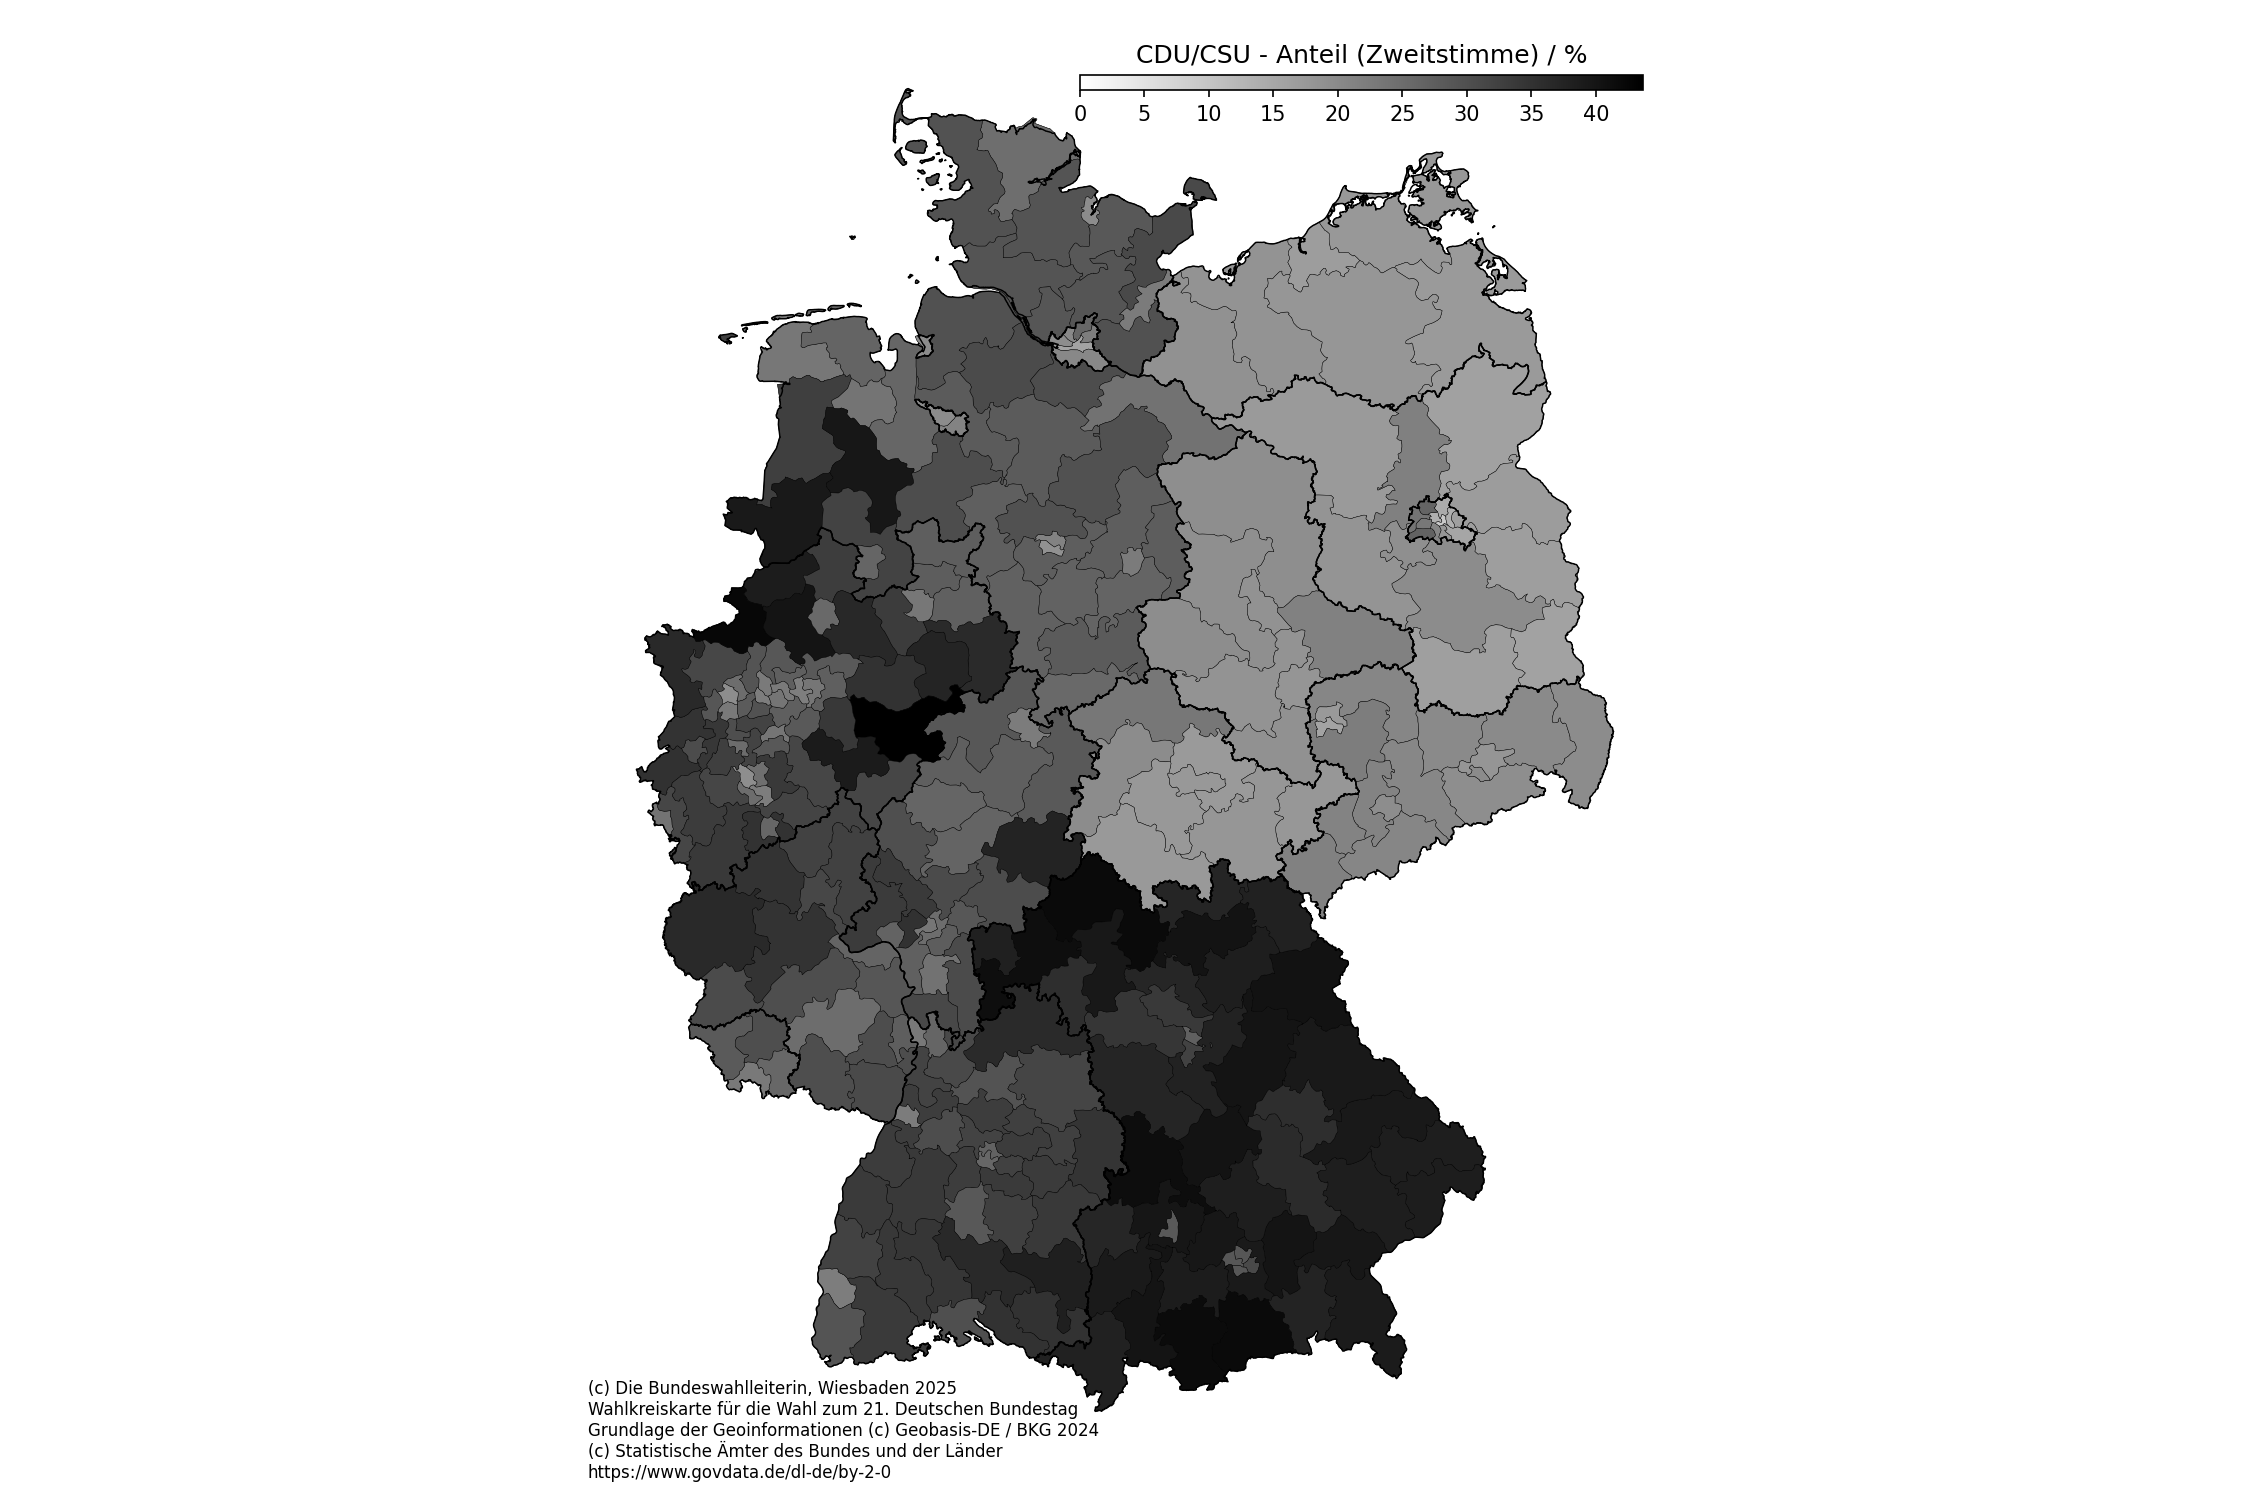 CDU/CSU - Anteil (Zweitstimme) / %
0 5 10 15 20 25 30 35 40
(c) Die Bundeswahlleiterin, Wiesbaden 2025
Wahlkreiskarte für die Wahl zum 21. Deutschen Bundestag
Grundlage der Geoinformationen (c) Geobasis-DE / BKG 2024
(c) Statistische Ämter des Bundes und der Länder
https://www.govdata.de/dl-de/by-2-0